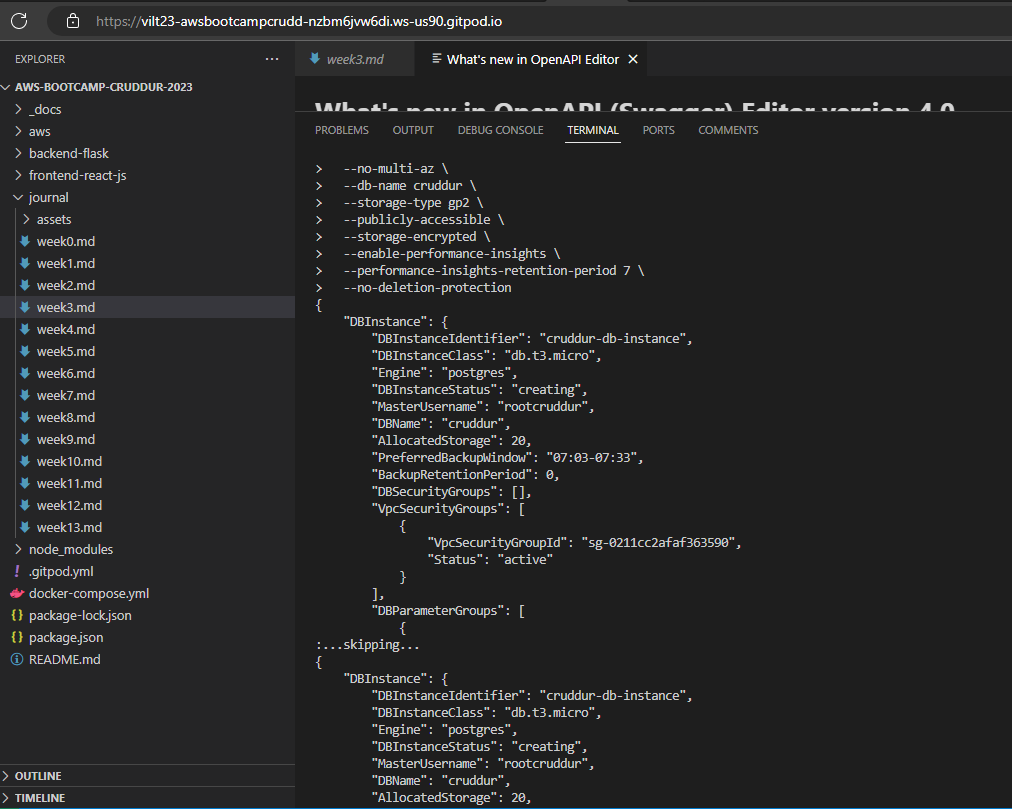 https://vilt23-awsbootcampcrudd-nzbm6jvw6di.ws-us90.gitpod.io
EXPLORER
AWS-BOOTCAMP-CRUDDUR-2023
_docs
aws
backend-flask
frontend-react-js
journal
assets
week0.md
week1.md
week2.md
week3.md
week4.md
week5.md
week6.md
week7.md
week8.md
week9.md
week10.md
week11.md
week12.md
week13.md
node_modules
.gitpod.yml
docker-compose.yml
package-lock.json
package.json
README.md
OUTLINE
TIMELINE
week3.md
What's new in OpenAPI Editor
What's new in OpenAPI (Swagger) Editor version 4.0
PROBLEMS OUTPUT DEBUG CONSOLE TERMINAL PORTS COMMENTS
>   --no-multi-az \
>   --db-name cruddur \
>   --storage-type gp2 \
>   --publicly-accessible \
>   --storage-encrypted \
>   --enable-performance-insights \
>   --performance-insights-retention-period 7 \
>   --no-deletion-protection
{
    "DBInstance": {
        "DBInstanceIdentifier": "cruddur-db-instance",
        "DBInstanceClass": "db.t3.micro",
        "Engine": "postgres",
        "DBInstanceStatus": "creating",
        "MasterUsername": "rootcruddur",
        "DBName": "cruddur",
        "AllocatedStorage": 20,
        "PreferredBackupWindow": "07:03-07:33",
        "BackupRetentionPeriod": 0,
        "DBSecurityGroups": [],
        "VpcSecurityGroups": [
            {
                "VpcSecurityGroupId": "sg-0211cc2afaf363590",
                "Status": "active"
            }
        ],
        "DBParameterGroups": [
            {
:...skipping...
{
    "DBInstance": {
        "DBInstanceIdentifier": "cruddur-db-instance",
        "DBInstanceClass": "db.t3.micro",
        "Engine": "postgres",
        "DBInstanceStatus": "creating",
        "MasterUsername": "rootcruddur",
        "DBName": "cruddur",
        "AllocatedStorage": 20,